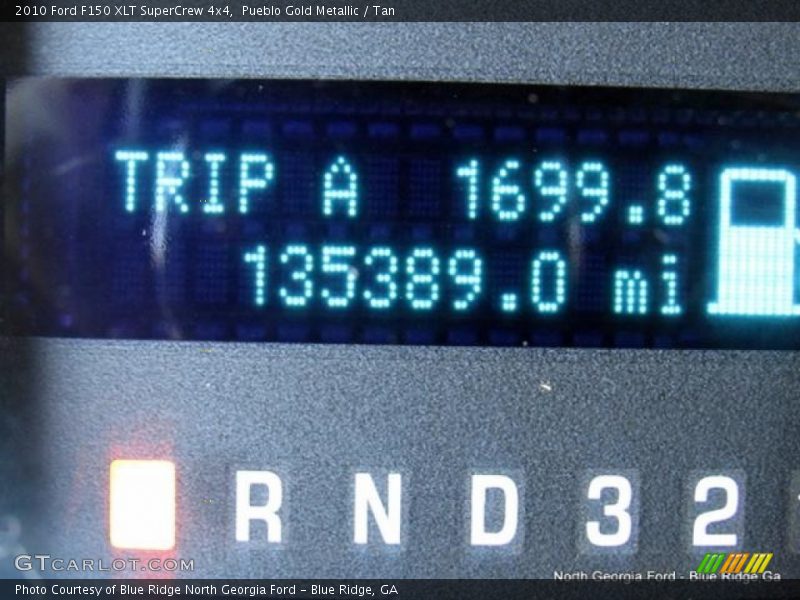 2010 Ford F150 XLT SuperCrew 4x4, Pueblo Gold Metallic / Tan
TRIP A 1699.8
135389.0 mi
R N D 3 2
GTCARLOT.COM
North Georgia Ford - Blue Ridge Ga
Photo Courtesy of Blue Ridge North Georgia Ford – Blue Ridge, GA